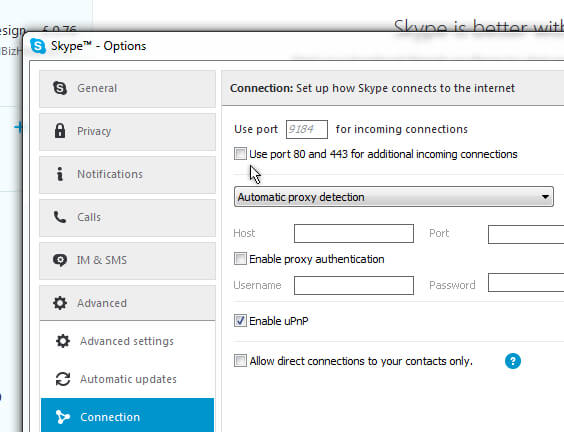 esign £ 0.76
Skype is better with
BizH
Skype™ - Options
General
Privacy
Notifications
Calls
IM & SMS
Advanced
Advanced settings
Automatic updates
Connection
Connection: Set up how Skype connects to the internet
Use port 9184 for incoming connections
Use port 80 and 443 for additional incoming connections
Automatic proxy detection
Host Port
Enable proxy authentication
Username Password
Enable uPnP
Allow direct connections to your contacts only. ?